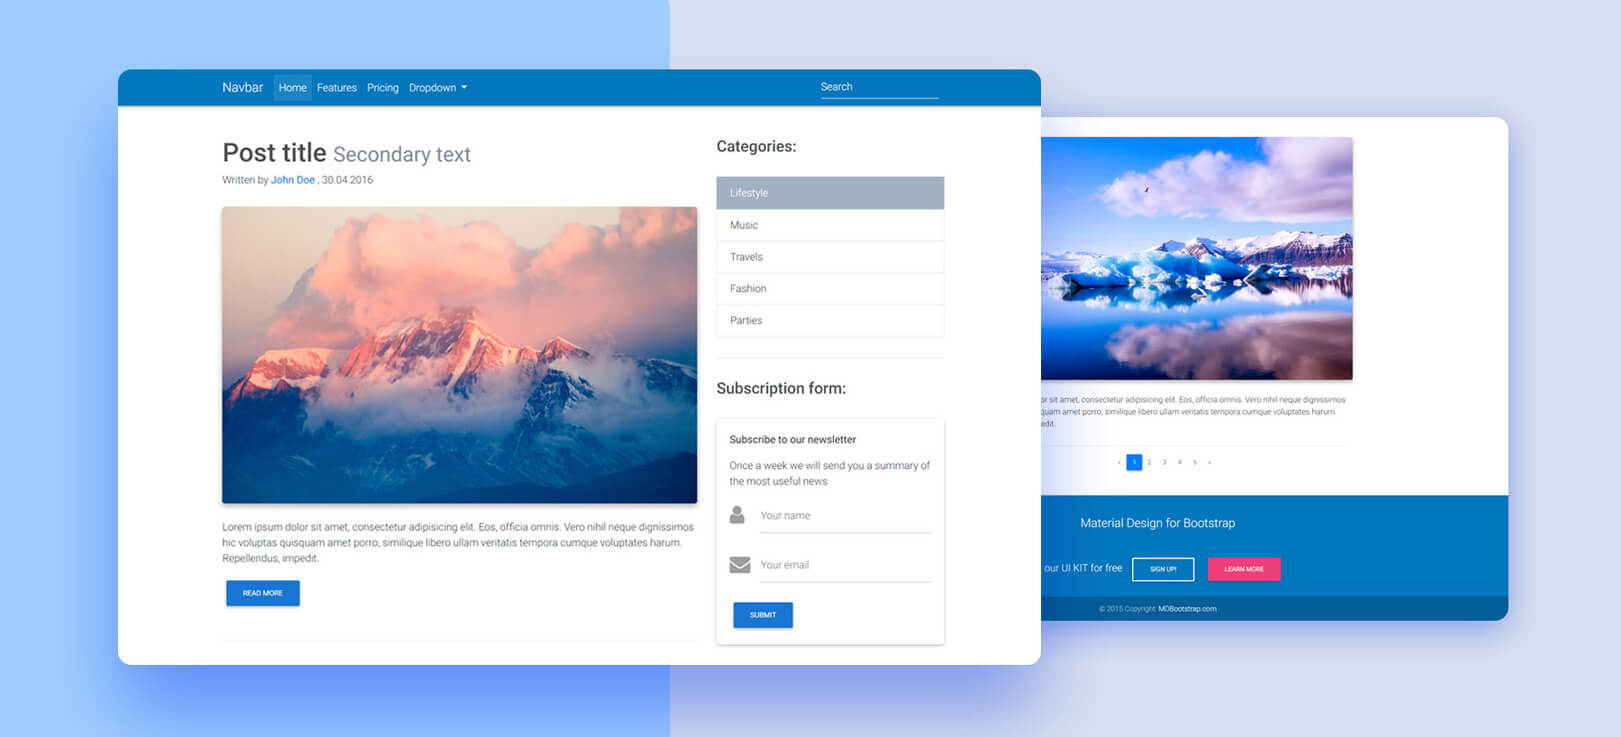 Navbar Home Features Pricing Dropdown Search
Post title Secondary text
Written by John Doe , 30.04.2016
Lorem ipsum dolor sit amet, consectetur adipisicing elit. Eos, officia omnis. Vero nihil neque dignissimos
hic voluptas quisquam amet porro, similique libero ullam veritatis tempora cumque voluptates harum.
Repellendus, impedit.
READ MORE
Categories:
Lifestyle
Music
Travels
Fashion
Parties
Subscription form:
Subscribe to our newsletter
Once a week we will send you a summary of
the most useful news
Your name
Your email
SUBMIT
or sit amet, consectetur adipisicing elit. Eos, officia omnis. Vero nihil neque dignissimos
quam amet porro, similique libero ullam veritatis tempora cumque voluptates harum.
edit.
« 1 2 3 4 5 »
Material Design for Bootstrap
our UI KIT for free SIGN UP! LEARN MORE
© 2015 Copyright: MDBootstrap.com